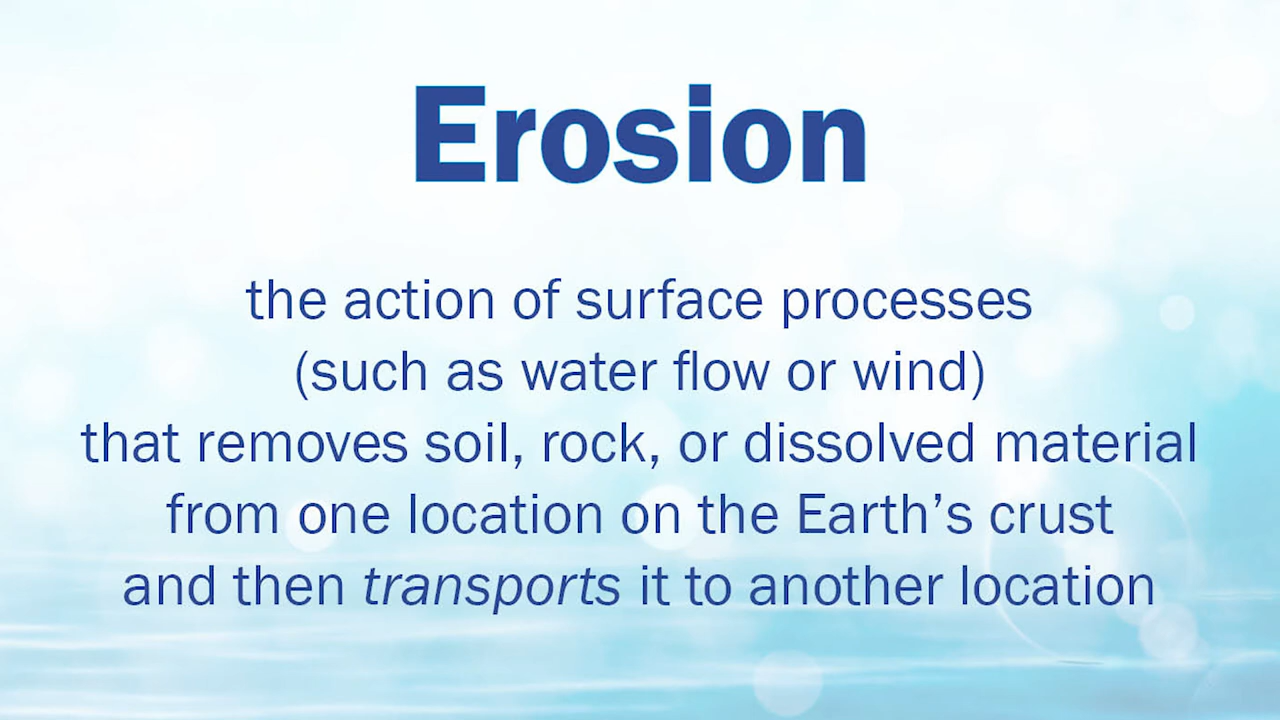 Erosion
the action of surface processes
(such as water flow or wind)
that removes soil, rock, or dissolved material
from one location on the Earth’s crust
and then transports it to another location